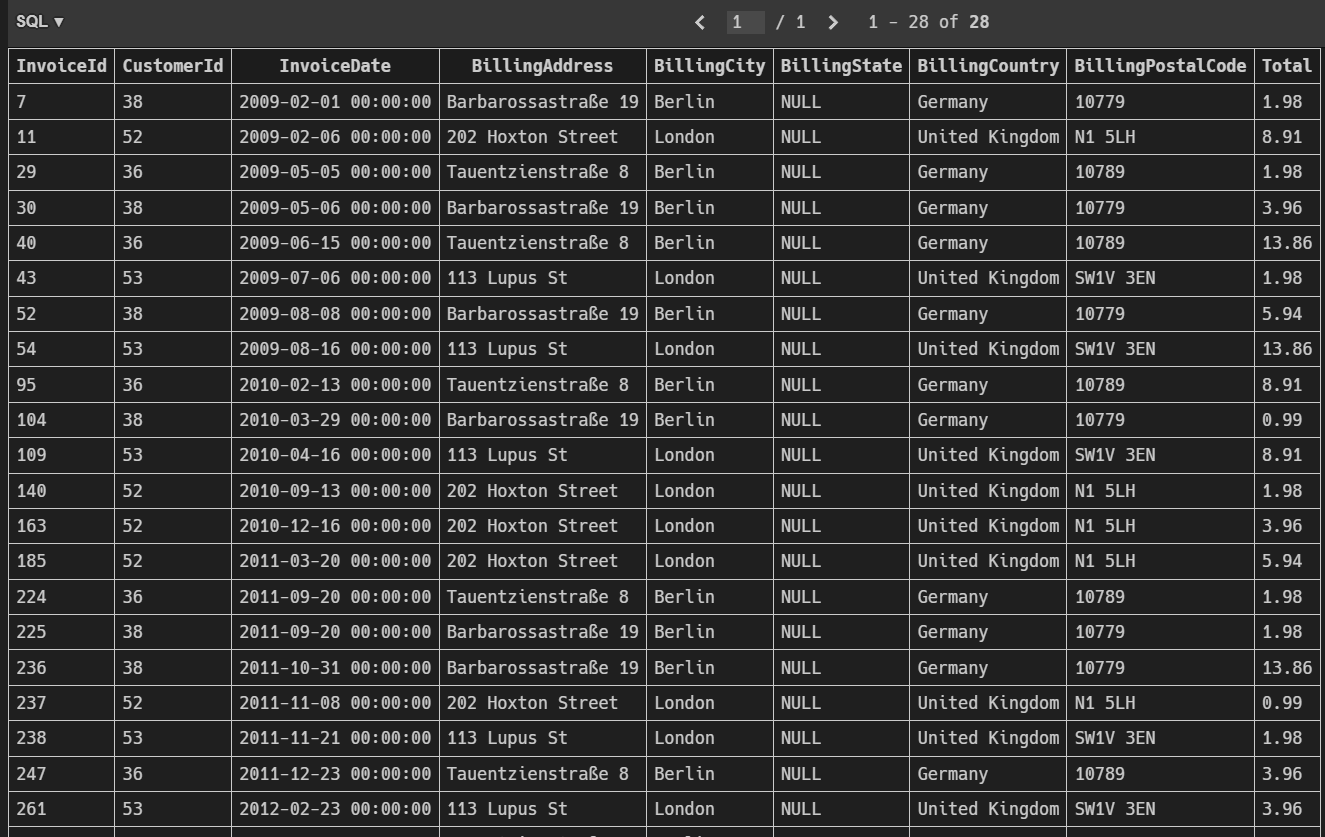 SQL ▼ 1 / 1 1 - 28 of 28
InvoiceId CustomerId InvoiceDate BillingAddress BillingCity BillingState BillingCountry BillingPostalCode Total
7 38 2009-02-01 00:00:00 Barbarossastraße 19 Berlin NULL Germany 10779 1.98
11 52 2009-02-06 00:00:00 202 Hoxton Street London NULL United Kingdom N1 5LH 8.91
29 36 2009-05-05 00:00:00 Tauentzienstraße 8 Berlin NULL Germany 10789 1.98
30 38 2009-05-06 00:00:00 Barbarossastraße 19 Berlin NULL Germany 10779 3.96
40 36 2009-06-15 00:00:00 Tauentzienstraße 8 Berlin NULL Germany 10789 13.86
43 53 2009-07-06 00:00:00 113 Lupus St London NULL United Kingdom SW1V 3EN 1.98
52 38 2009-08-08 00:00:00 Barbarossastraße 19 Berlin NULL Germany 10779 5.94
54 53 2009-08-16 00:00:00 113 Lupus St London NULL United Kingdom SW1V 3EN 13.86
95 36 2010-02-13 00:00:00 Tauentzienstraße 8 Berlin NULL Germany 10789 8.91
104 38 2010-03-29 00:00:00 Barbarossastraße 19 Berlin NULL Germany 10779 0.99
109 53 2010-04-16 00:00:00 113 Lupus St London NULL United Kingdom SW1V 3EN 8.91
140 52 2010-09-13 00:00:00 202 Hoxton Street London NULL United Kingdom N1 5LH 1.98
163 52 2010-12-16 00:00:00 202 Hoxton Street London NULL United Kingdom N1 5LH 3.96
185 52 2011-03-20 00:00:00 202 Hoxton Street London NULL United Kingdom N1 5LH 5.94
224 36 2011-09-20 00:00:00 Tauentzienstraße 8 Berlin NULL Germany 10789 1.98
225 38 2011-09-20 00:00:00 Barbarossastraße 19 Berlin NULL Germany 10779 1.98
236 38 2011-10-31 00:00:00 Barbarossastraße 19 Berlin NULL Germany 10779 13.86
237 52 2011-11-08 00:00:00 202 Hoxton Street London NULL United Kingdom N1 5LH 0.99
238 53 2011-11-21 00:00:00 113 Lupus St London NULL United Kingdom SW1V 3EN 1.98
247 36 2011-12-23 00:00:00 Tauentzienstraße 8 Berlin NULL Germany 10789 3.96
261 53 2012-02-23 00:00:00 113 Lupus St London NULL United Kingdom SW1V 3EN 3.96